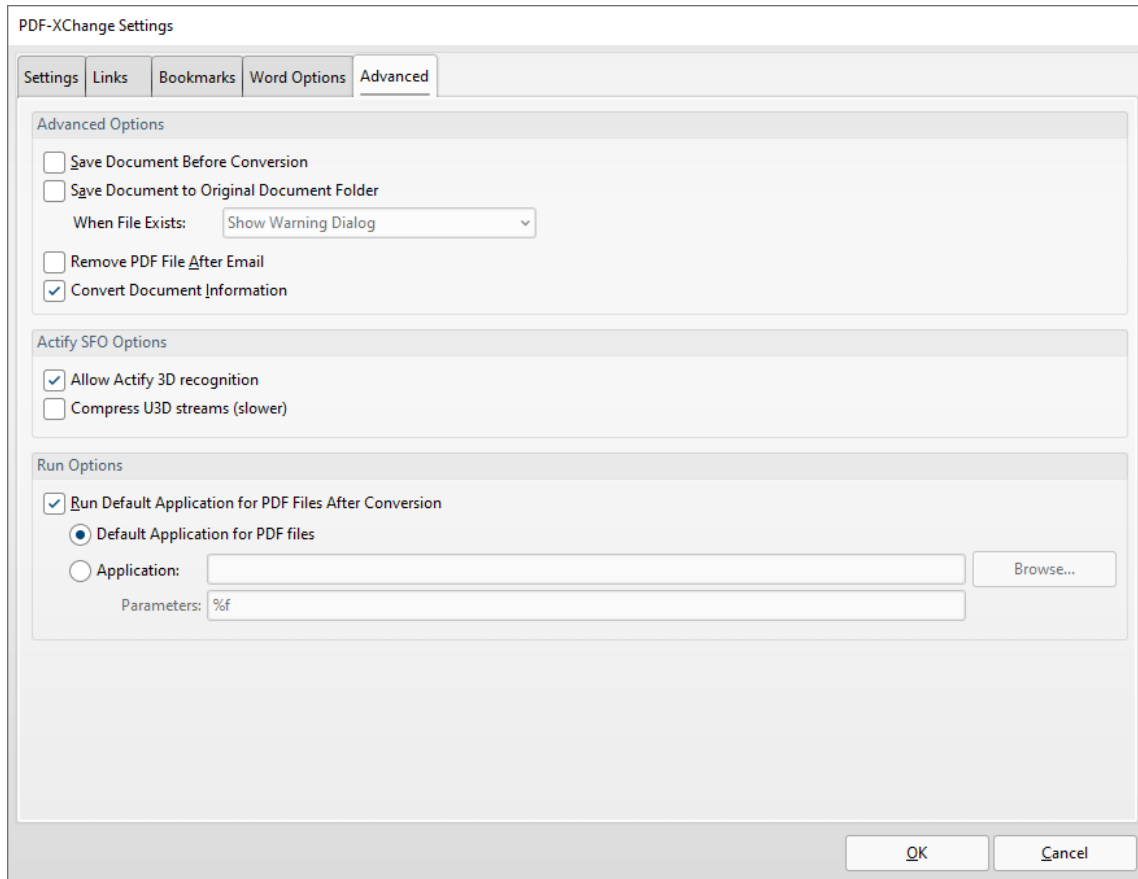 PDF-XChange Settings
Settings Links Bookmarks Word Options Advanced
Advanced Options
Save Document Before Conversion
Save Document to Original Document Folder
When File Exists: Show Warning Dialog
Remove PDF File After Email
Convert Document Information
Actify SFO Options
Allow Actify 3D recognition
Compress U3D streams (slower)
Run Options
Run Default Application for PDF Files After Conversion
Default Application for PDF files
Application: Browse...
Parameters: %f
OK Cancel